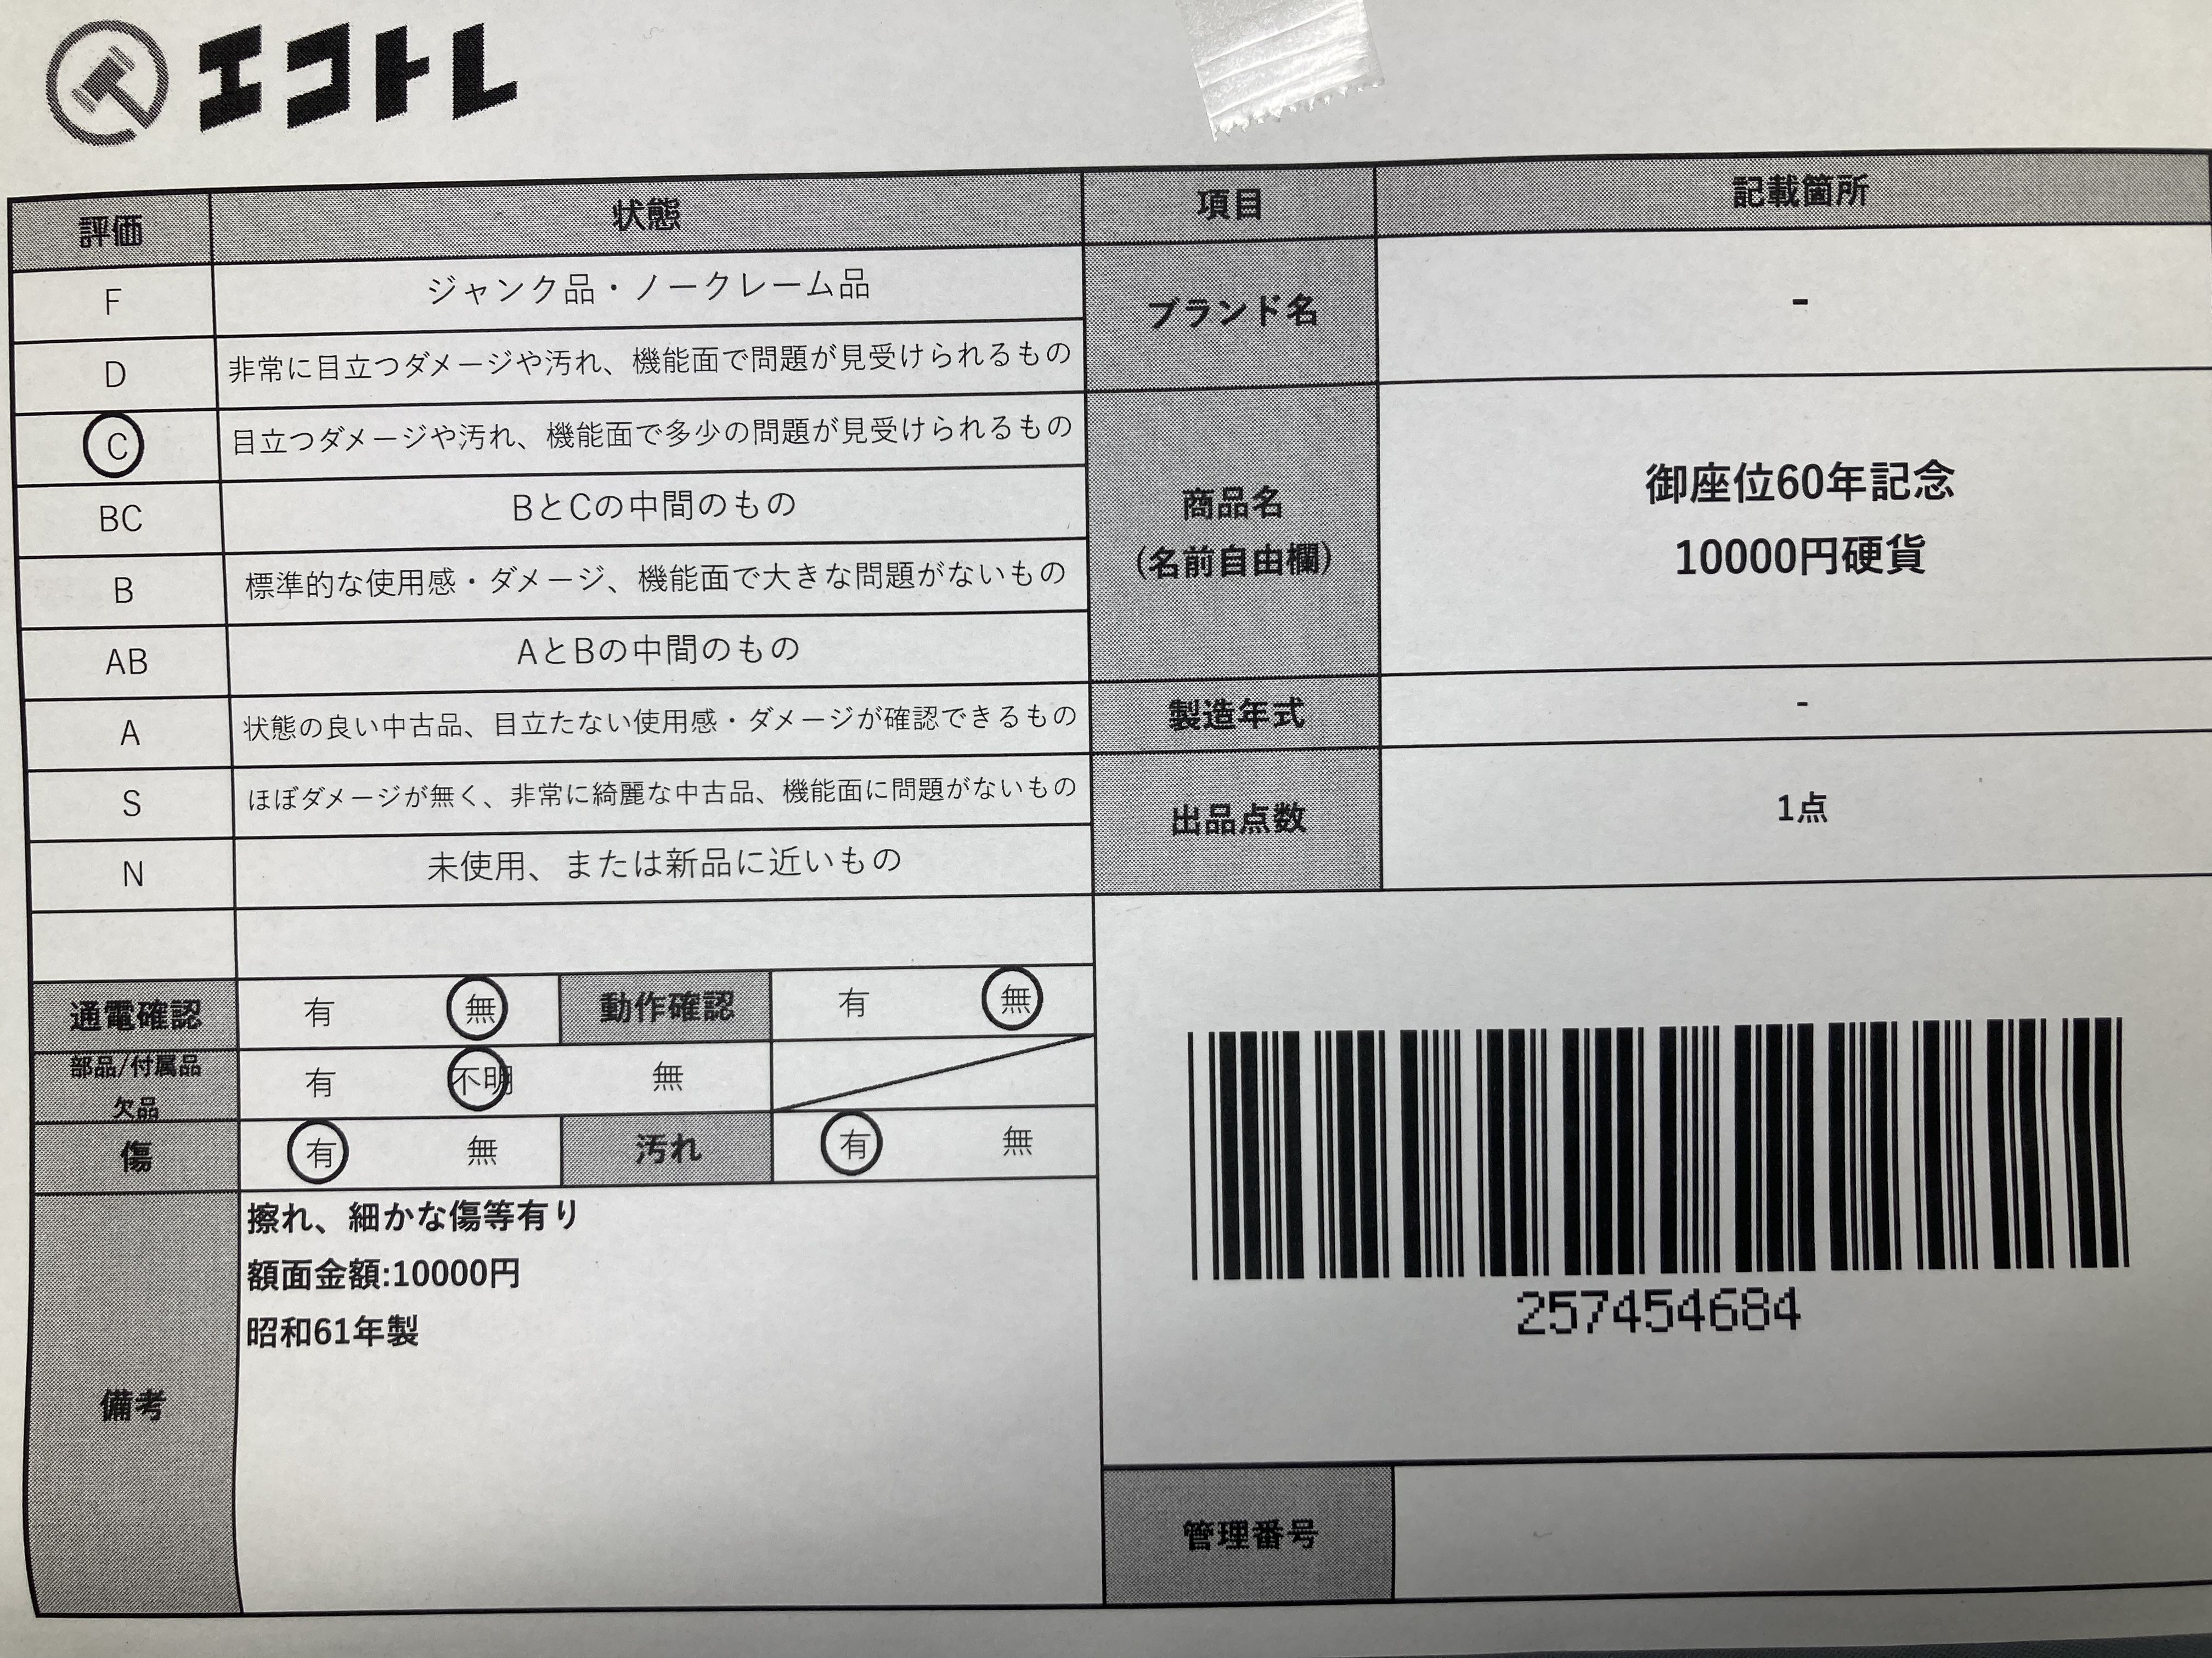 エコトレ
評価 状態 項目 記載箇所
F ジャンク品・ノークレーム品
D 非常に目立つダメージや汚れ、機能面で問題が見受けられるもの
C 目立つダメージや汚れ、機能面で多少の問題が見受けられるもの
BC BとCの中間のもの
B 標準的な使用感・ダメージ、機能面で大きな問題がないもの
AB AとBの中間のもの
A 状態の良い中古品、目立たない使用感・ダメージが確認できるもの
S ほぼダメージが無く、非常に綺麗な中古品、機能面に問題がないもの
N 未使用、または新品に近いもの
ブランド名 -
商品名
(名前自由欄)
御座位60年記念
10000円硬貨
製造年式 -
出品点数 1点
通電確認 有 無 動作確認 有 無
部品/付属品
欠品
有 不明 無
傷 有 無 汚れ 有 無
備考
擦れ、細かな傷等有り
額面金額:10000円
昭和61年製
257454684
管理番号